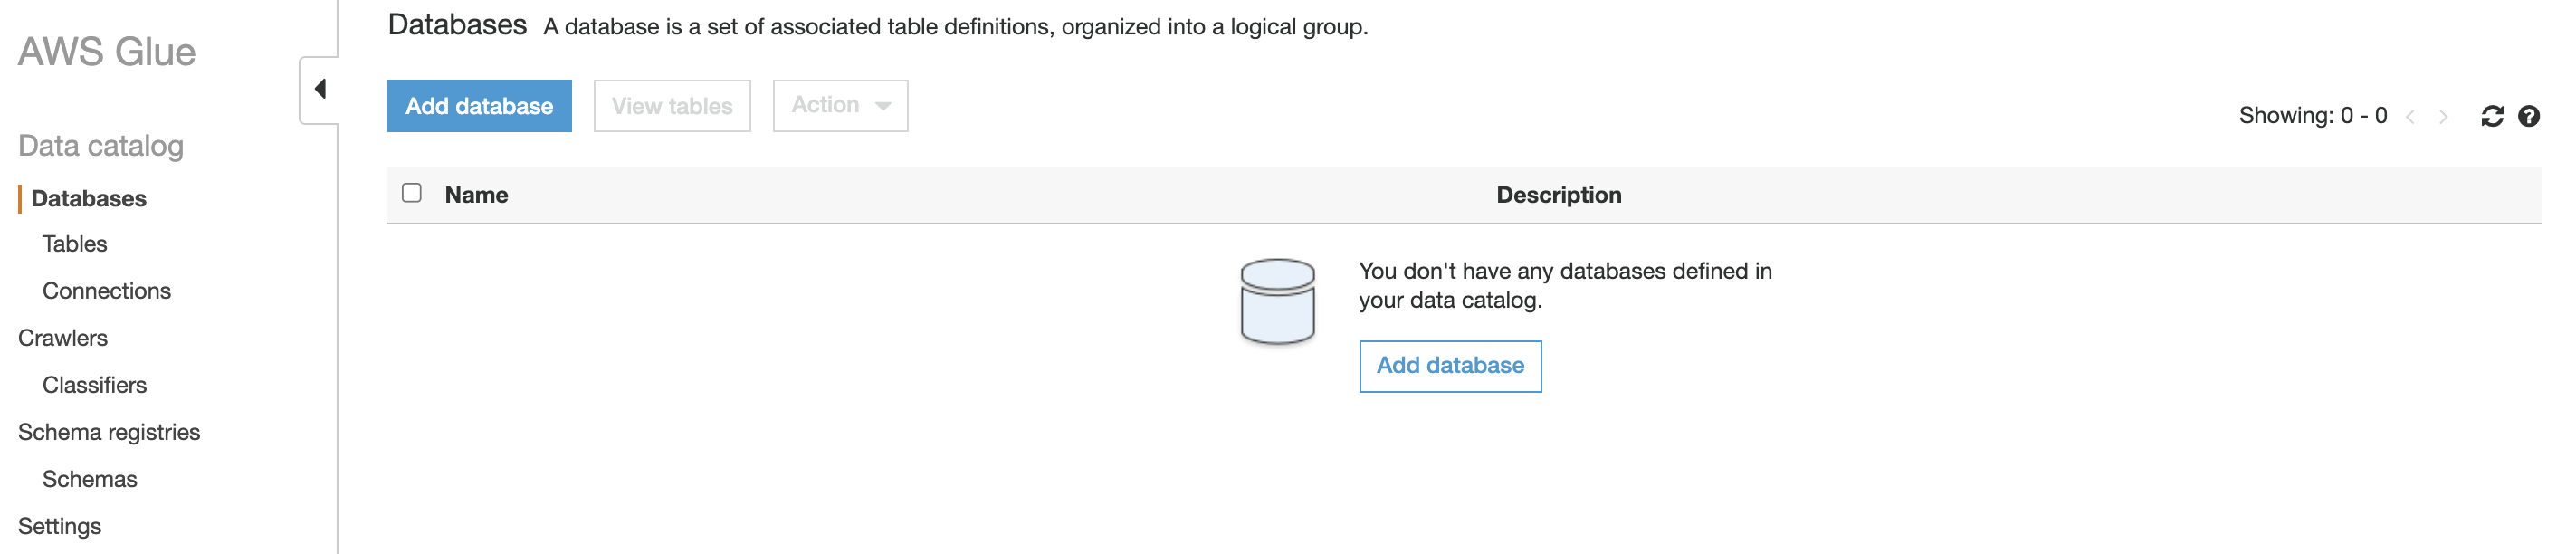 AWS Glue
Data catalog
Databases
Tables
Connections
Crawlers
Classifiers
Schema registries
Schemas
Settings
Databases A database is a set of associated table definitions, organized into a logical group.
Add database View tables Action
Showing: 0 - 0
Name Description
You don't have any databases defined in
your data catalog.
Add database